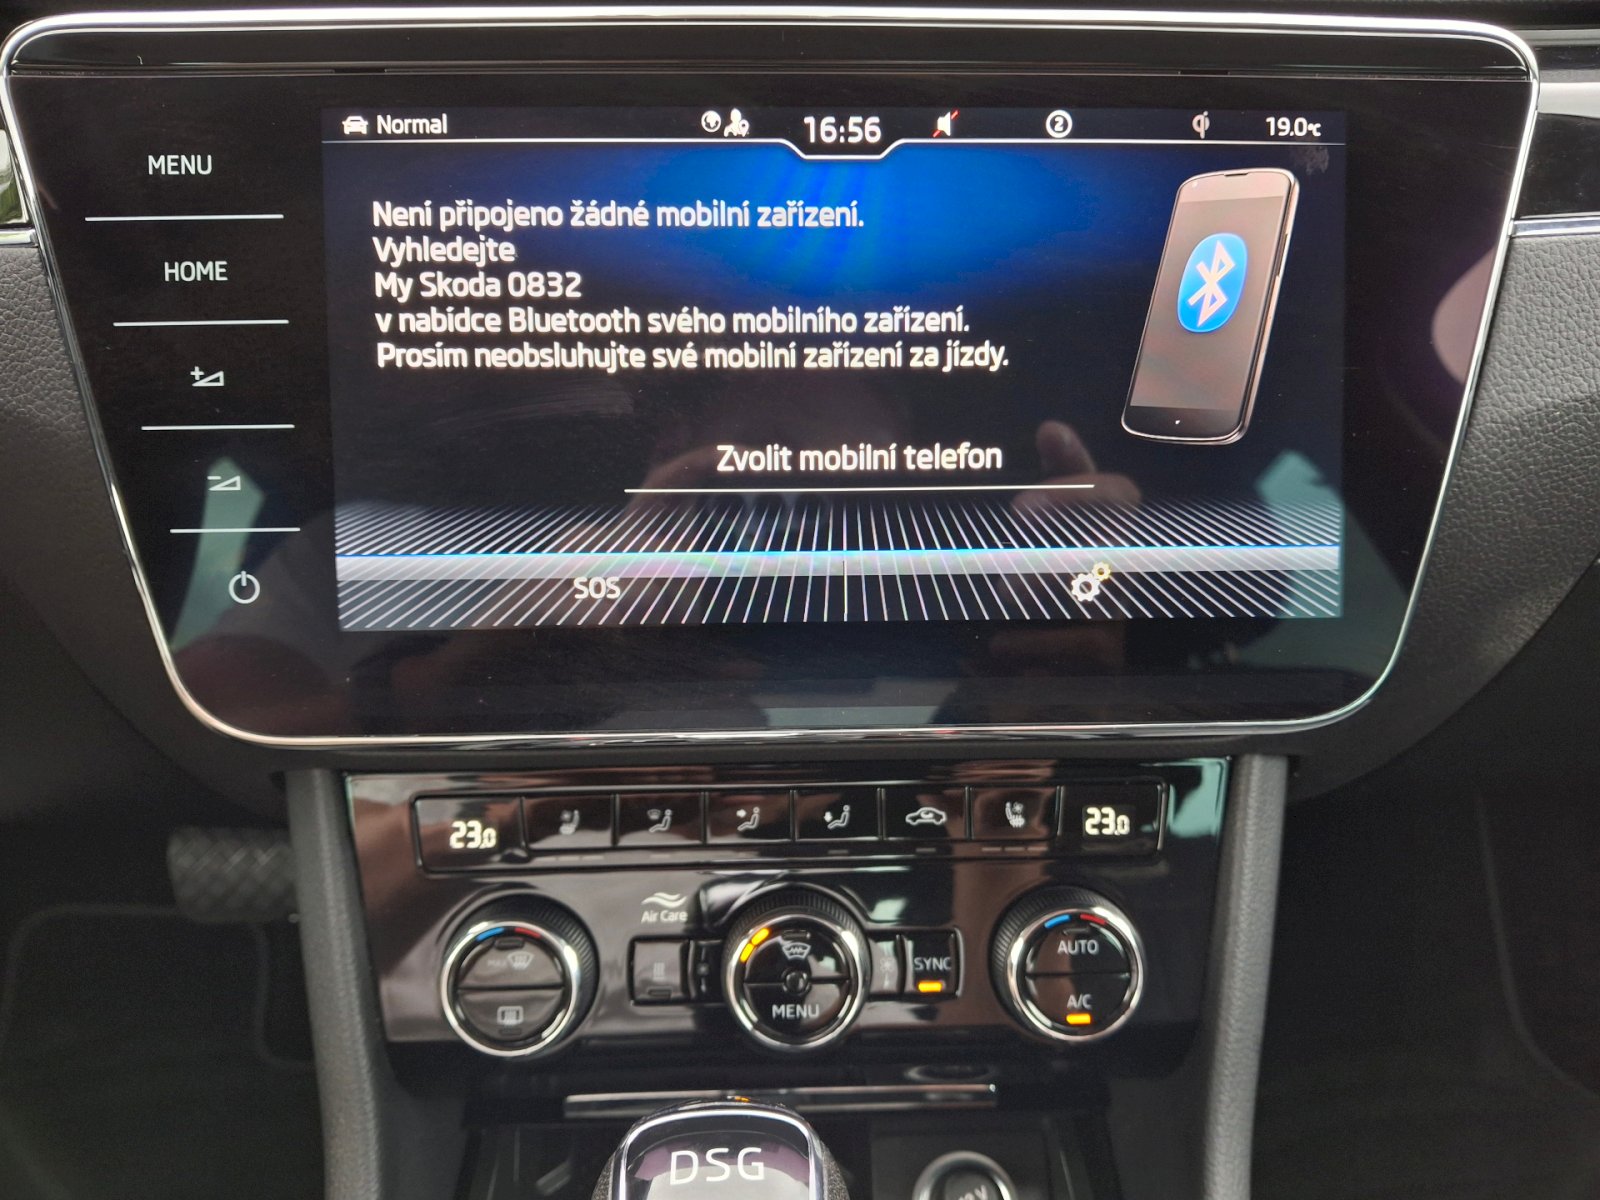 Normal
16:56
2
19.0°C
MENU
HOME
Není připojeno žádné mobilní zařízení.
Vyhledejte
My Skoda 0832
v nabídce Bluetooth svého mobilního zařízení.
Prosím neobsluhujte své mobilní zařízení za jízdy.
Zvolit mobilní telefon
SOS
23.0
23.0
Air Care
MAX
SYNC
AUTO
MENU
A/C
DSG